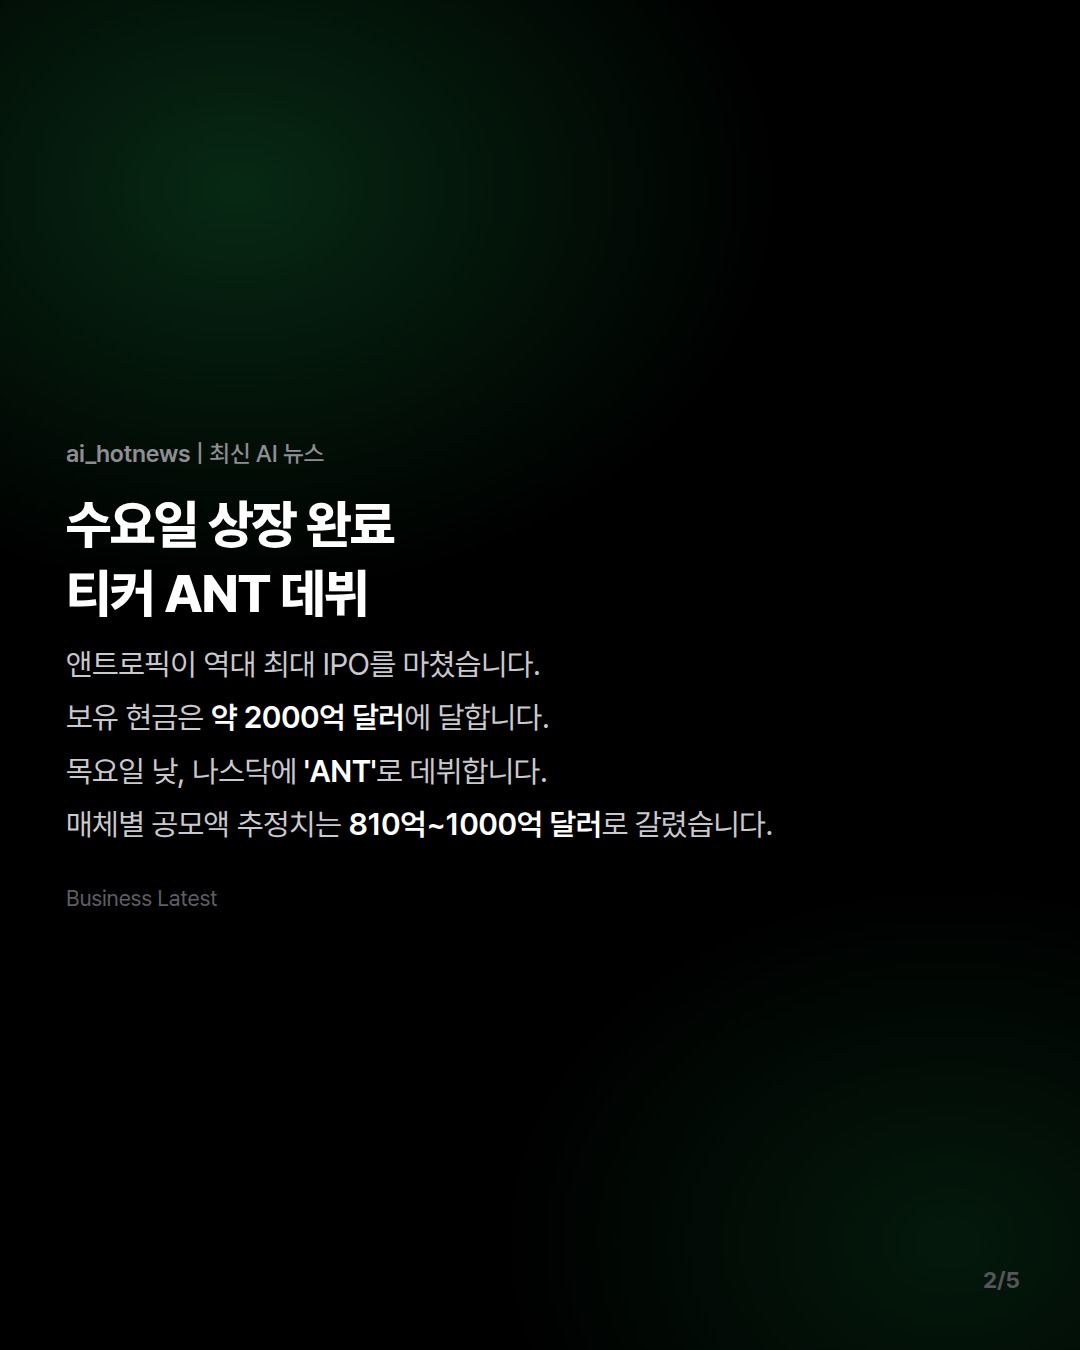 ai_hotnews | 최신 AI 뉴스
수요일 상장 완료
티커 ANT 데뷔
앤트로픽이 역대 최대 IPO를 마쳤습니다.
보유 현금은 약 2000억 달러에 달합니다.
목요일 낮, 나스닥에 'ANT'로 데뷔합니다.
매체별 공모액 추정치는 810억~1000억 달러로 갈렸습니다.
Business Latest
2/5